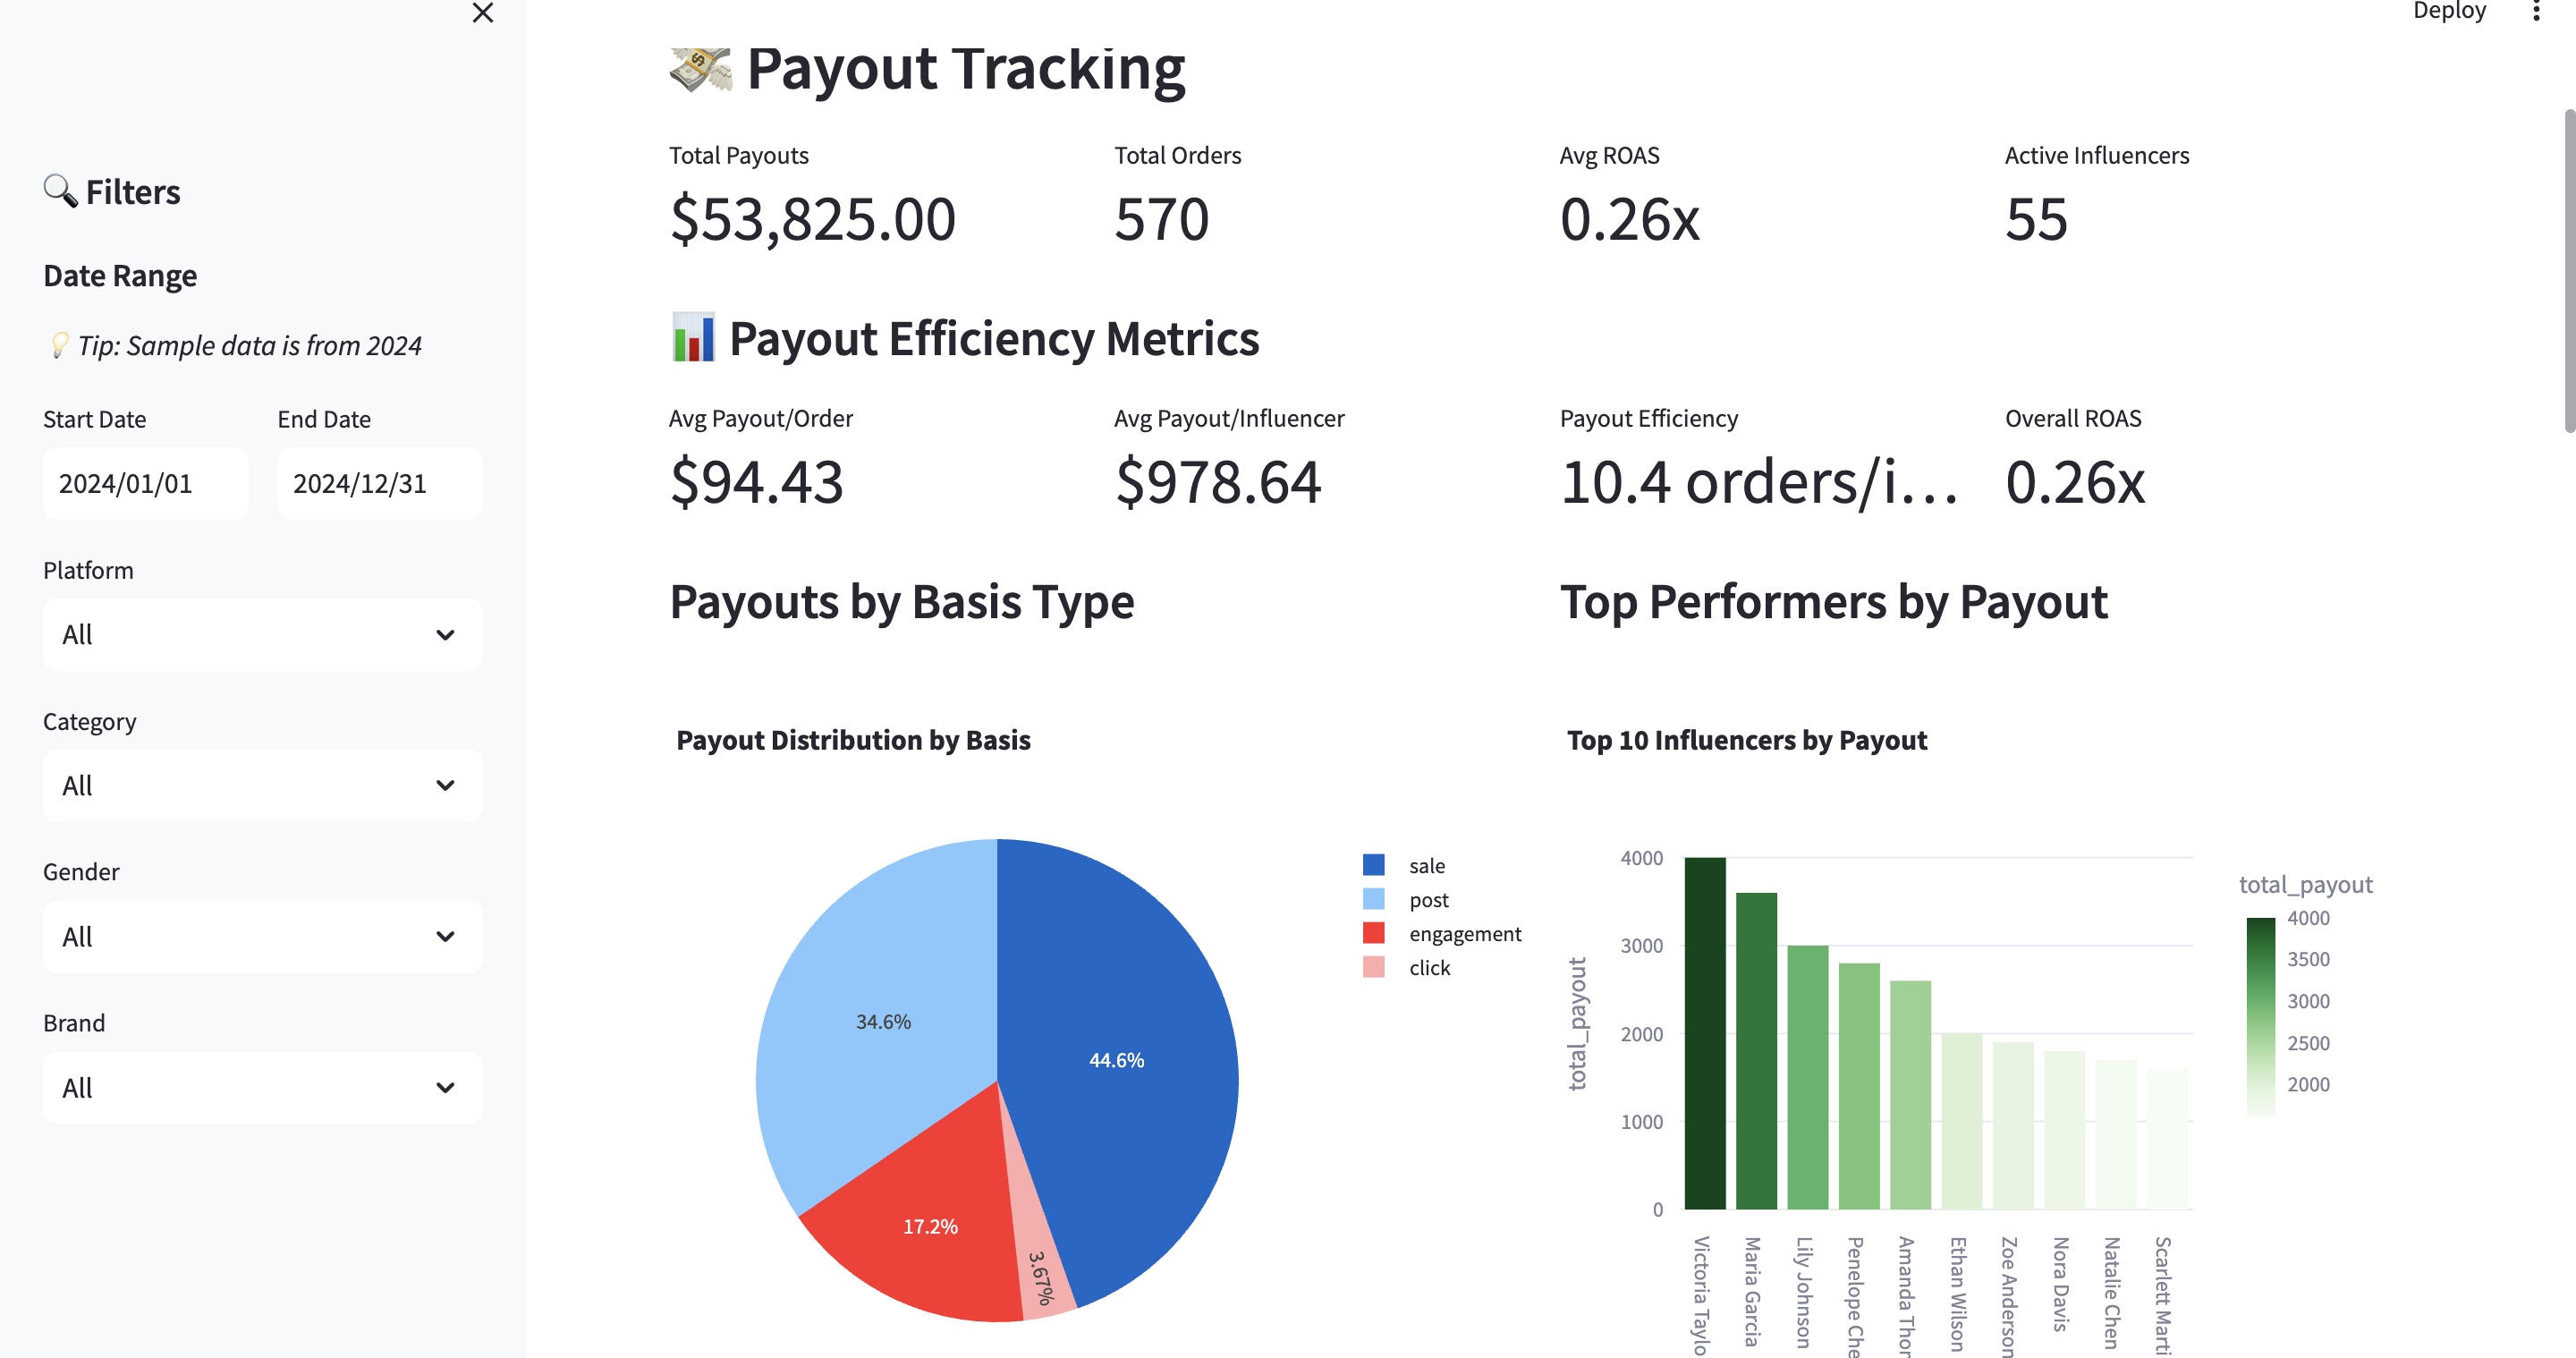 Deploy
Filters
Date Range
Tip: Sample data is from 2024
Start Date
End Date
2024/01/01
2024/12/31
Platform
All
Category
All
Gender
All
Brand
All
Payout Tracking
Total Payouts
$53,825.00
Total Orders
570
Avg ROAS
0.26x
Active Influencers
55
Payout Efficiency Metrics
Avg Payout/Order
$94.43
Avg Payout/Influencer
$978.64
Payout Efficiency
10.4 orders/i…
Overall ROAS
0.26x
Payouts by Basis Type
Payout Distribution by Basis
34.6%
44.6%
17.2%
3.67%
sale
post
engagement
click
Top Performers by Payout
Top 10 Influencers by Payout
total_payout
4000
3000
2000
1000
0
Victoria Taylo
Maria Garcia
Lily Johnson
Penelope Che
Amanda Thor
Ethan Wilson
Zoe Anderson
Nora Davis
Natalie Chen
Scarlett Marti
total_payout
4000
3500
3000
2500
2000